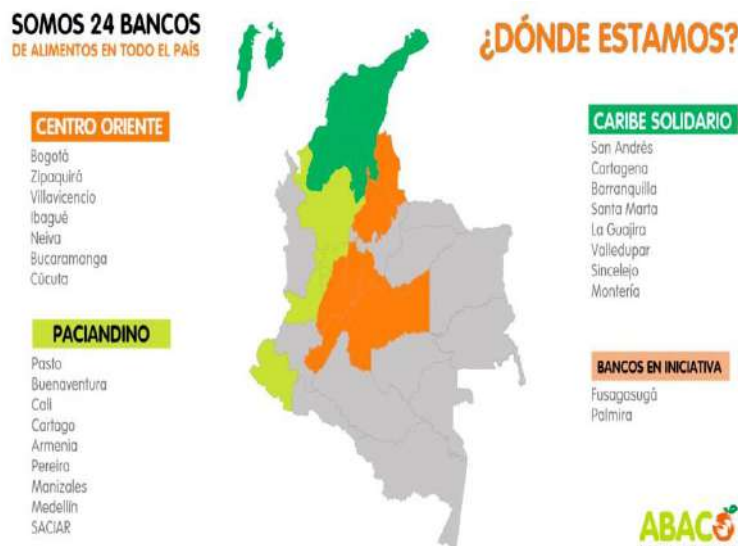 SOMOS 24 BANCOS
DE ALIMENTOS EN TODO EL PAÍS
¿DÓNDE ESTAMOS?
CENTRO ORIENTE
Bogotá
Zipaquirá
Villavicencio
Ibagué
Neiva
Bucaramanga
Cúcuta
PACIANDINO
Pasto
Buenaventura
Cali
Cartago
Armenia
Pereira
Manizales
Medellín
SACIAR
CARIBE SOLIDARIO
San Andrés
Cartagena
Barranquilla
Santa Marta
La Guajira
Valledupar
Sincelejo
Montería
BANCOS EN INICIATIVA
Fusagasugá
Palmira
ABACO